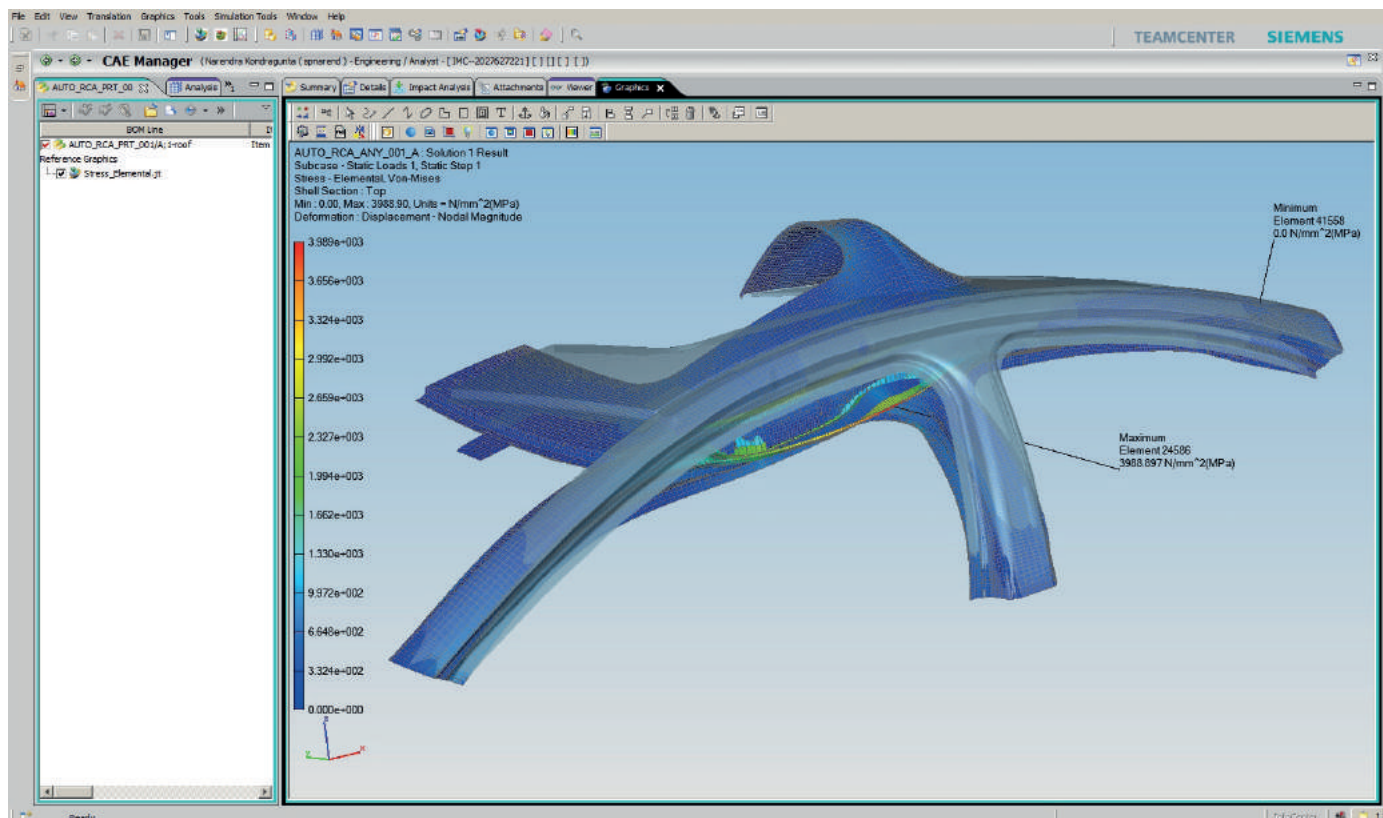 File Edit View Translation Graphics Tools Simulation Tools Window Help
TEAMCENTER SIEMENS
CAE Manager (Narendra Kondragunta ( spnarend ) - Engineering / Analyst - [ IMC--2027627221] [ ] [ ] [ ] [ ])
AUTO_RCA_PRT_00 Analysis Summary Details Impact Analysis Attachments Viewer Graphics
BOM Line
AUTO_RCA_PRT_001/A;1-roof Item
Reference Graphics
Stress_Elemental.jt
AUTO_RCA_ANY_001_A : Solution 1 Result
Subcase - Static Loads 1, Static Step 1
Stress - Elemental, Von-Mises
Shell Section : Top
Min : 0.00, Max : 3988.90, Units = N/mm^2(MPa)
Deformation : Displacement - Nodal Magnitude
3.989e+003
3.656e+003
3.324e+003
2.992e+003
2.659e+003
2.327e+003
1.994e+003
1.662e+003
1.330e+003
9.972e+002
6.648e+002
3.324e+002
0.000e+000
Minimum
Element 41558
0.0 N/mm^2(MPa)
Maximum
Element 24586
3988.897 N/mm^2(MPa)
Ready